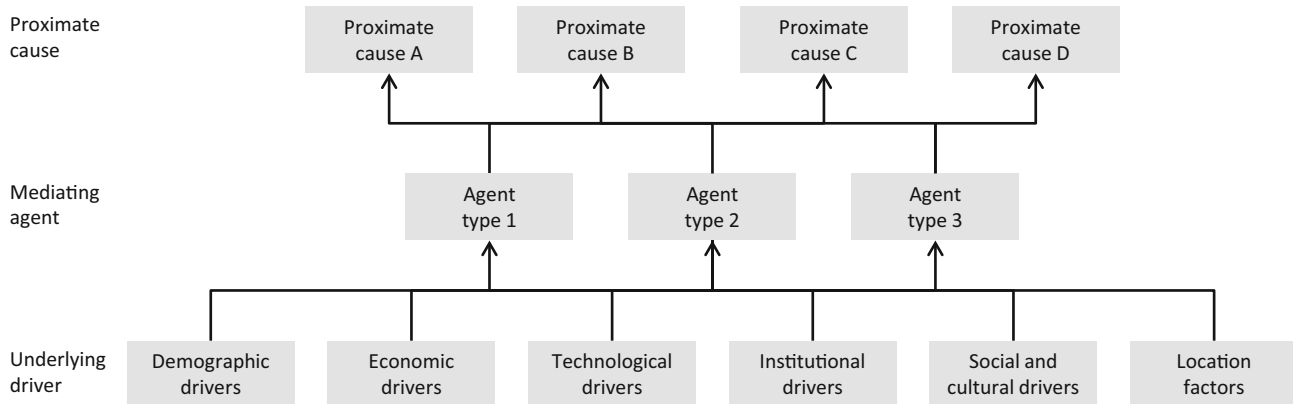 Proximate
cause
Proximate
cause A
Proximate
cause B
Proximate
cause C
Proximate
cause D
Mediating
agent
Agent
type 1
Agent
type 2
Agent
type 3
Underlying
driver
Demographic
drivers
Economic
drivers
Technological
drivers
Institutional
drivers
Social and
cultural drivers
Location
factors